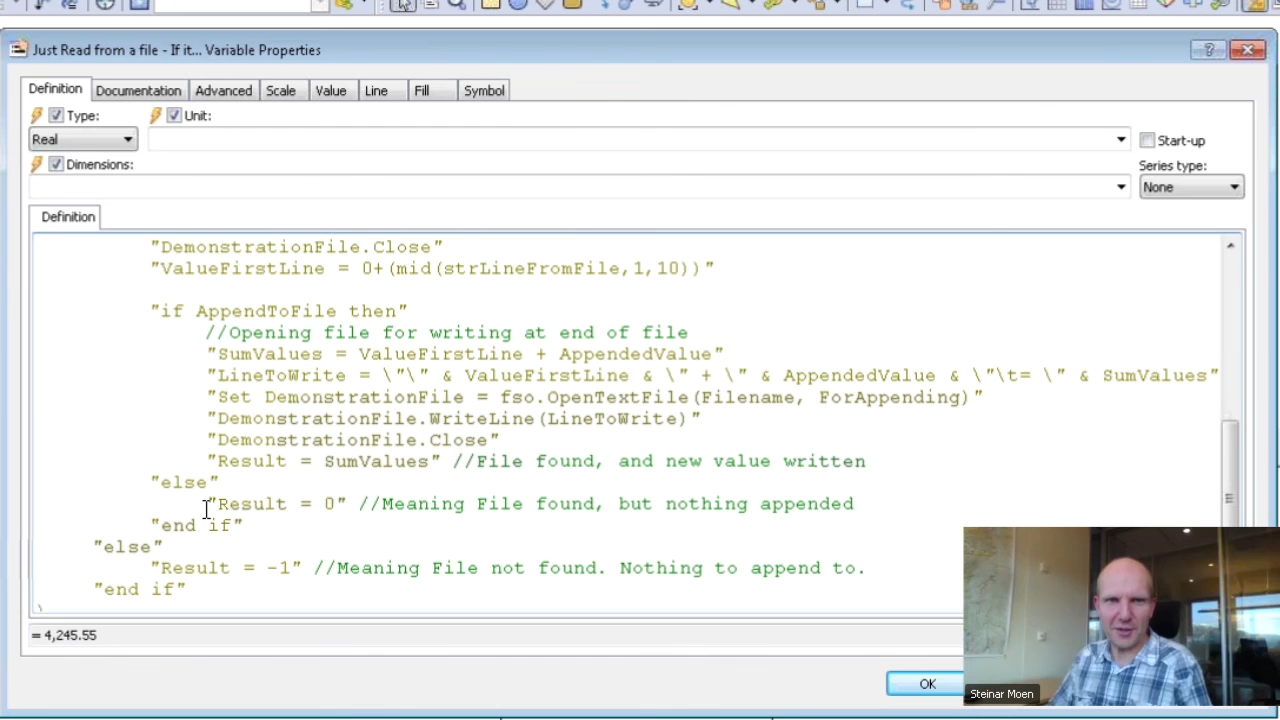 Just Read from a file - If it... Variable Properties
Definition Documentation Advanced Scale Value Line Fill Symbol
Type: Unit:
Real Start-up
Dimensions: Series type:
None
Definition
"DemonstrationFile.Close"
"ValueFirstLine = 0+(mid(strLineFromFile,1,10))"
"if AppendToFile then"
//Opening file for writing at end of file
"SumValues = ValueFirstLine + AppendedValue"
"LineToWrite = \"\" & ValueFirstLine & \" + \" & AppendedValue & \"\t= \" & SumValues"
"Set DemonstrationFile = fso.OpenTextFile(Filename, ForAppending)"
"DemonstrationFile.WriteLine(LineToWrite)"
"DemonstrationFile.Close"
"Result = SumValues" //File found, and new value written
"else"
"Result = 0" //Meaning File found, but nothing appended
"end if"
"else"
"Result = -1" //Meaning File not found. Nothing to append to.
"end if"
= 4,245.55
OK
Steinar Moen